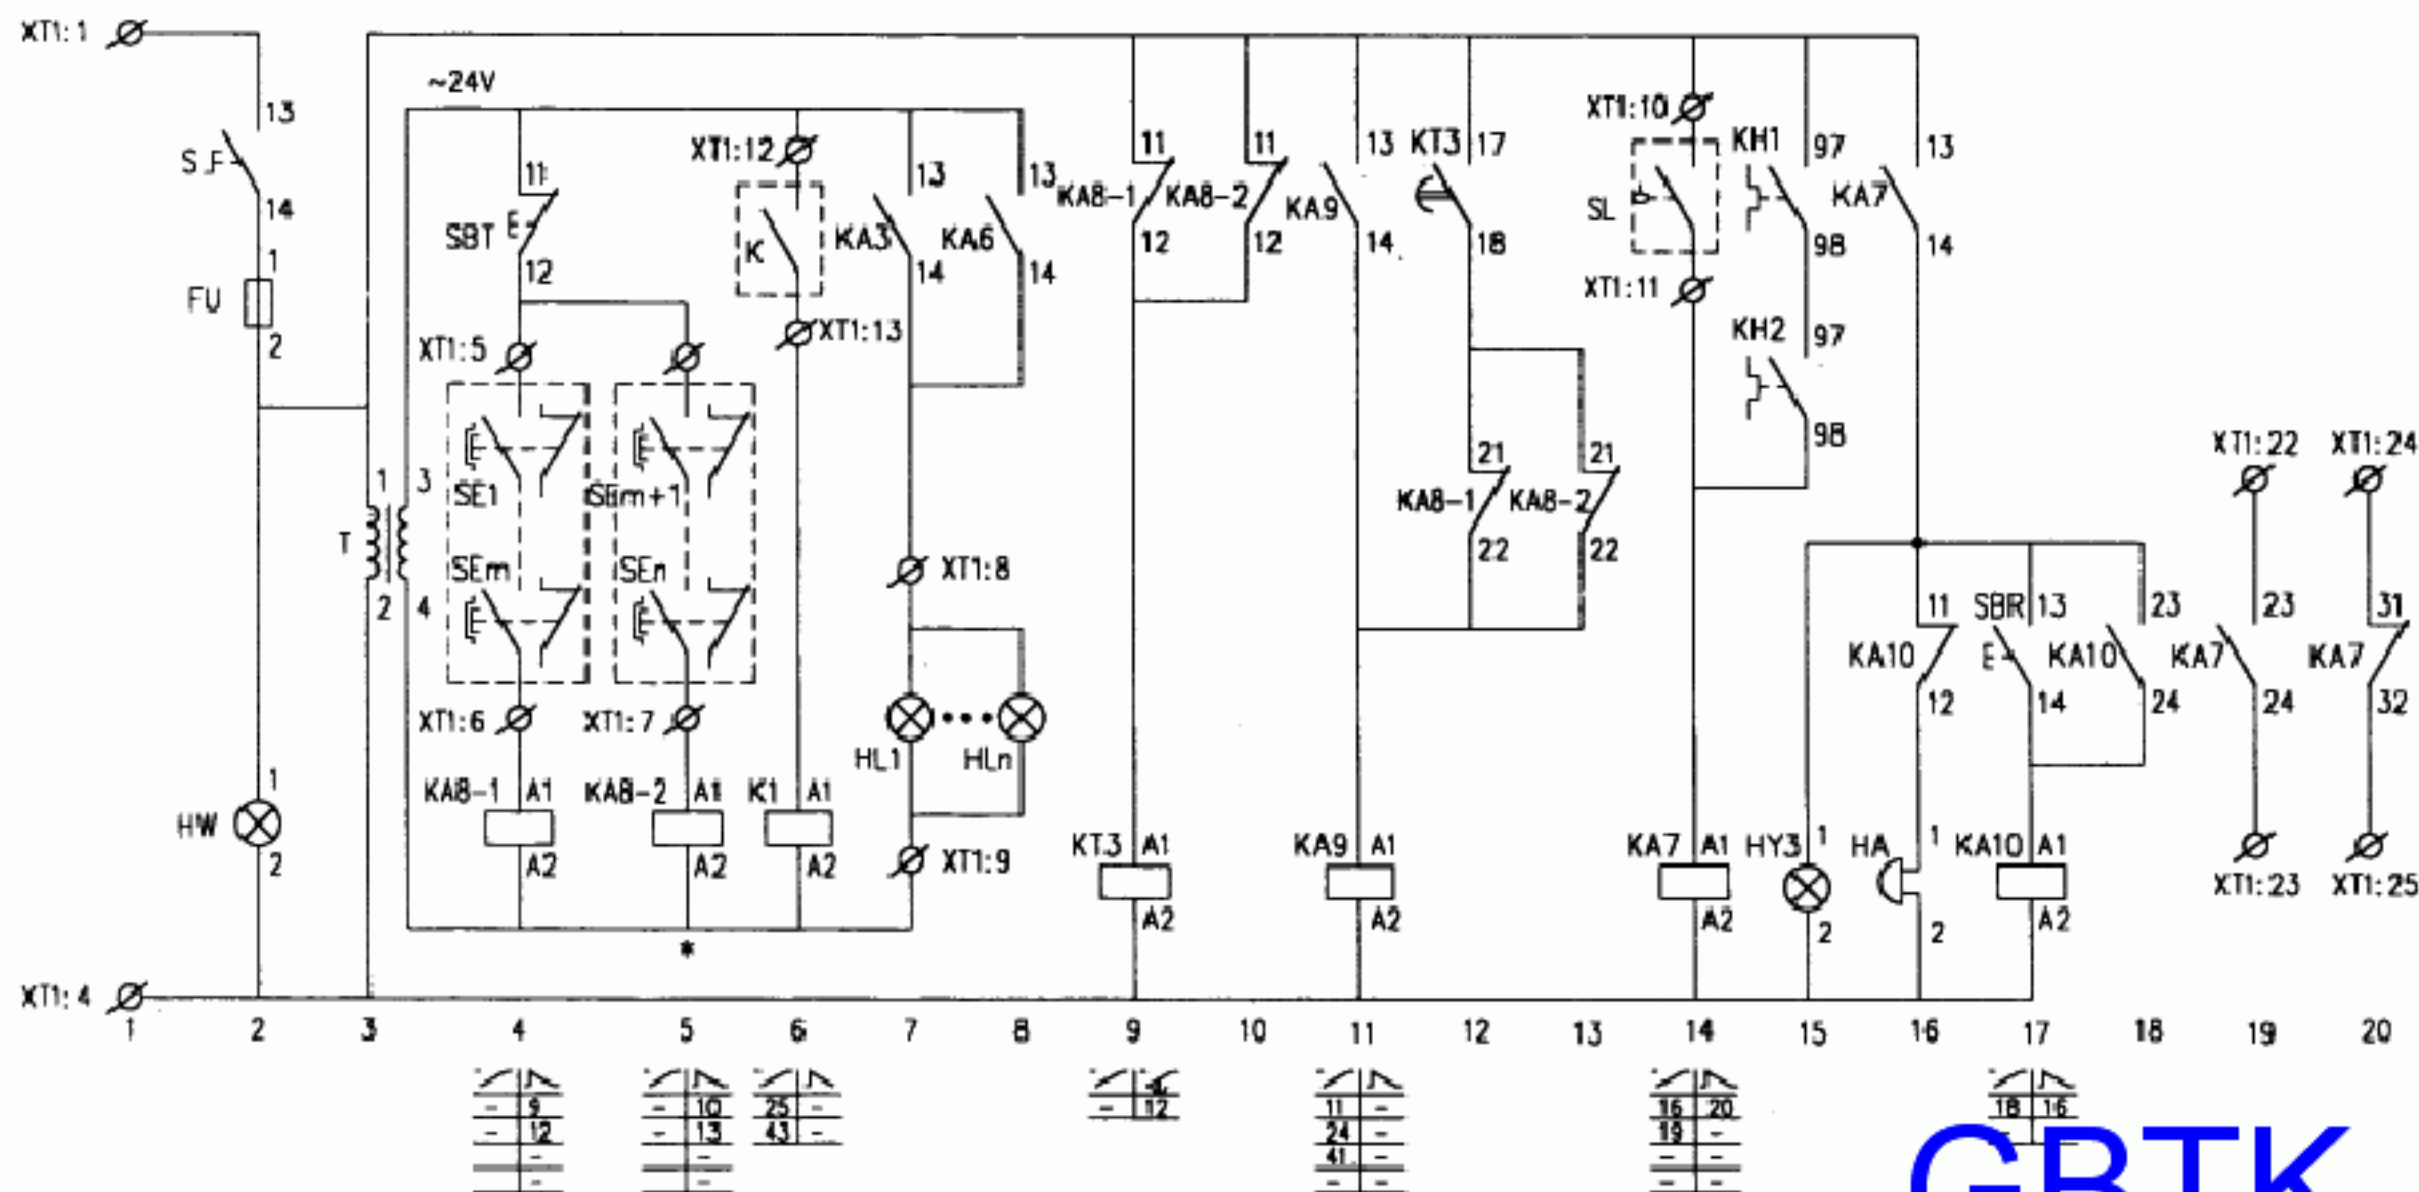 XT1:1
~24V
13
SF
14
1
FU
2
11
SBT
12
XT1:12
K
XT1:13
13
KA3
14
13
KA6
14
11
KA8-1
12
11
KA8-2
12
13
KA9
14
KT3
17
18
XT1:10
SL
XT1:11
KH1
97
98
KH2
97
98
13
KA7
14
XT1:5
SE1
SEm+1
SEm
SEn
XT1:6
XT1:7
1
3
T
2
4
XT1:8
HL1
HLn
XT1:9
21
KA8-1
22
21
KA8-2
22
XT1:22
XT1:24
11
KA10
12
SBR
13
14
23
KA10
24
23
KA7
24
31
KA7
32
XT1:23
XT1:25
1
HW
2
KA8-1
A1
A2
KA8-2
A1
A2
K1
A1
A2
KT3
A1
A2
KA9
A1
A2
KA7
A1
A2
HY3
1
2
HA
1
2
KA10
A1
A2
*
XT1:4
1 2 3 4 5 6 7 8 9 10 11 12 13 14 15 16 17 18 19 20
- 9
- 12
-
-
- 10
- 13
-
-
25 -
43 -
- 12
11 -
24 -
41 -
- -
16 20
19 -
- -
- -
18 16
- -
GBTK